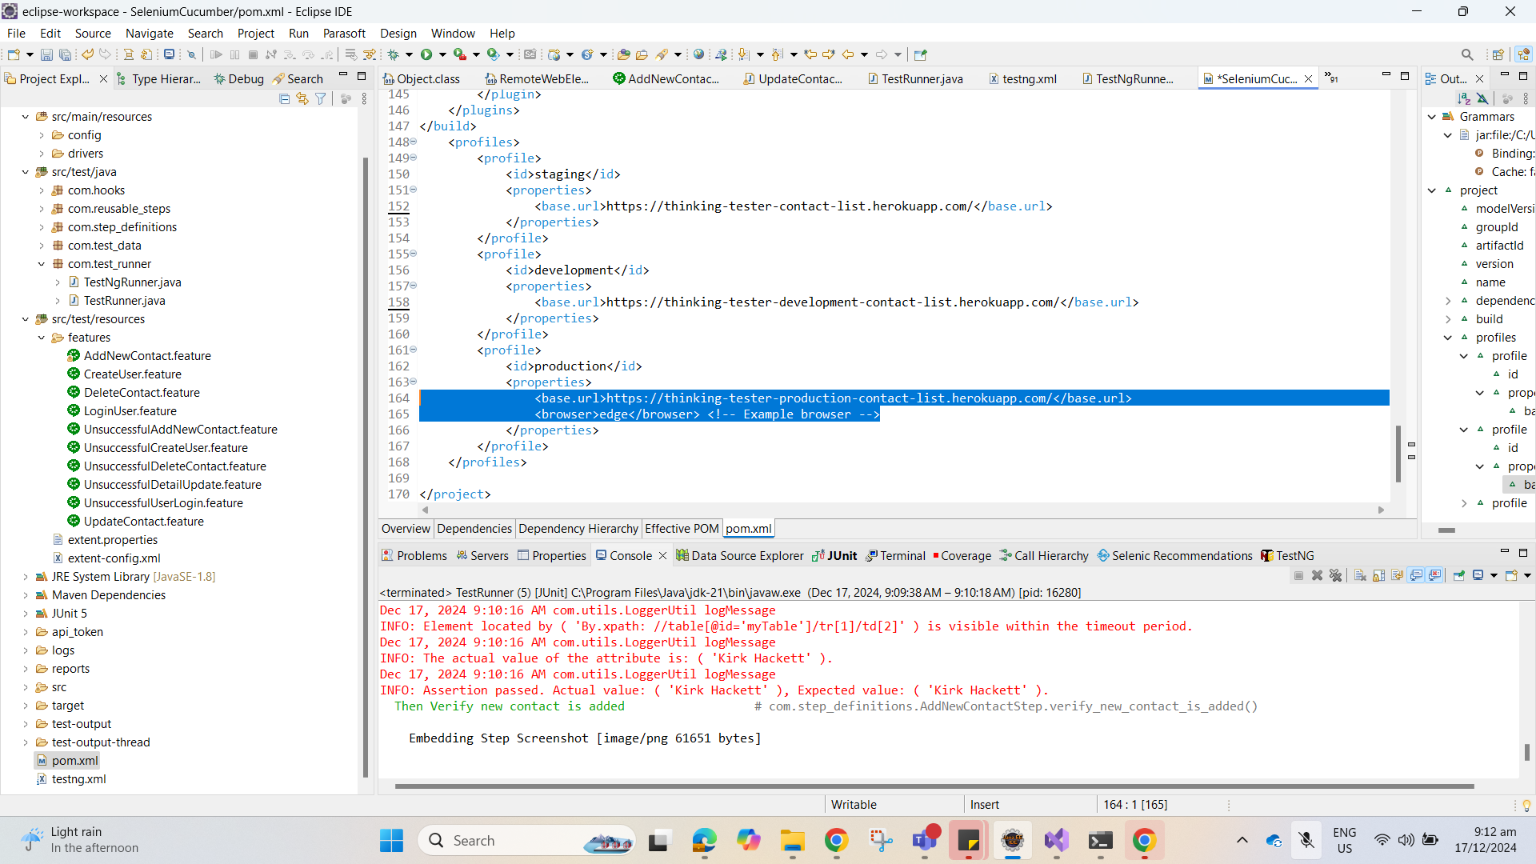 eclipse-workspace - SeleniumCucumber/pom.xml - Eclipse IDE
File Edit Source Navigate Search Project Run Parasoft Design Window Help
Project Expl... Type Hierar... Debug Search
Object.class RemoteWebEle... AddNewContac... UpdateContac... TestRunner.java testng.xml TestNgRunne... *SeleniumCuc... »91
Out...
src/main/resources
config
drivers
src/test/java
com.hooks
com.reusable_steps
com.step_definitions
com.test_data
com.test_runner
TestNgRunner.java
TestRunner.java
src/test/resources
features
AddNewContact.feature
CreateUser.feature
DeleteContact.feature
LoginUser.feature
UnsuccessfulAddNewContact.feature
UnsuccessfulCreateUser.feature
UnsuccessfulDeleteContact.feature
UnsuccessfulDetailUpdate.feature
UnsuccessfulUserLogin.feature
UpdateContact.feature
extent.properties
extent-config.xml
JRE System Library [JavaSE-1.8]
Maven Dependencies
JUnit 5
api_token
logs
reports
src
target
test-output
test-output-thread
pom.xml
testng.xml
145 </plugin>
146 </plugins>
147 </build>
148 <profiles>
149 <profile>
150 <id>staging</id>
151 <properties>
152 <base.url>https://thinking-tester-contact-list.herokuapp.com/</base.url>
153 </properties>
154 </profile>
155 <profile>
156 <id>development</id>
157 <properties>
158 <base.url>https://thinking-tester-development-contact-list.herokuapp.com/</base.url>
159 </properties>
160 </profile>
161 <profile>
162 <id>production</id>
163 <properties>
164 <base.url>https://thinking-tester-production-contact-list.herokuapp.com/</base.url>
165 <browser>edge</browser> <!-- Example browser -->
166 </properties>
167 </profile>
168 </profiles>
169
170 </project>
Overview Dependencies Dependency Hierarchy Effective POM pom.xml
Grammars
jar:file:/C:/U
Binding:
Cache: fa
project
modelVersi
groupId
artifactId
version
name
dependenc
build
profiles
profile
id
prope
ba
profile
id
prope
ba
profile
Problems Servers Properties Console Data Source Explorer JUnit Terminal Coverage Call Hierarchy Selenic Recommendations TestNG
<terminated> TestRunner (5) [JUnit] C:\Program Files\Java\jdk-21\bin\javaw.exe (Dec 17, 2024, 9:09:38 AM – 9:10:18 AM) [pid: 16280]
Dec 17, 2024 9:10:16 AM com.utils.LoggerUtil logMessage
INFO: Element located by ( 'By.xpath: //table[@id='myTable']/tr[1]/td[2]' ) is visible within the timeout period.
Dec 17, 2024 9:10:16 AM com.utils.LoggerUtil logMessage
INFO: The actual value of the attribute is: ( 'Kirk Hackett' ).
Dec 17, 2024 9:10:16 AM com.utils.LoggerUtil logMessage
INFO: Assertion passed. Actual value: ( 'Kirk Hackett' ), Expected value: ( 'Kirk Hackett' ).
Then Verify new contact is added # com.step_definitions.AddNewContactStep.verify_new_contact_is_added()
Embedding Step Screenshot [image/png 61651 bytes]
Writable Insert 164 : 1 [165]
Light rain
In the afternoon
Search
ENG
US
9:12 am
17/12/2024